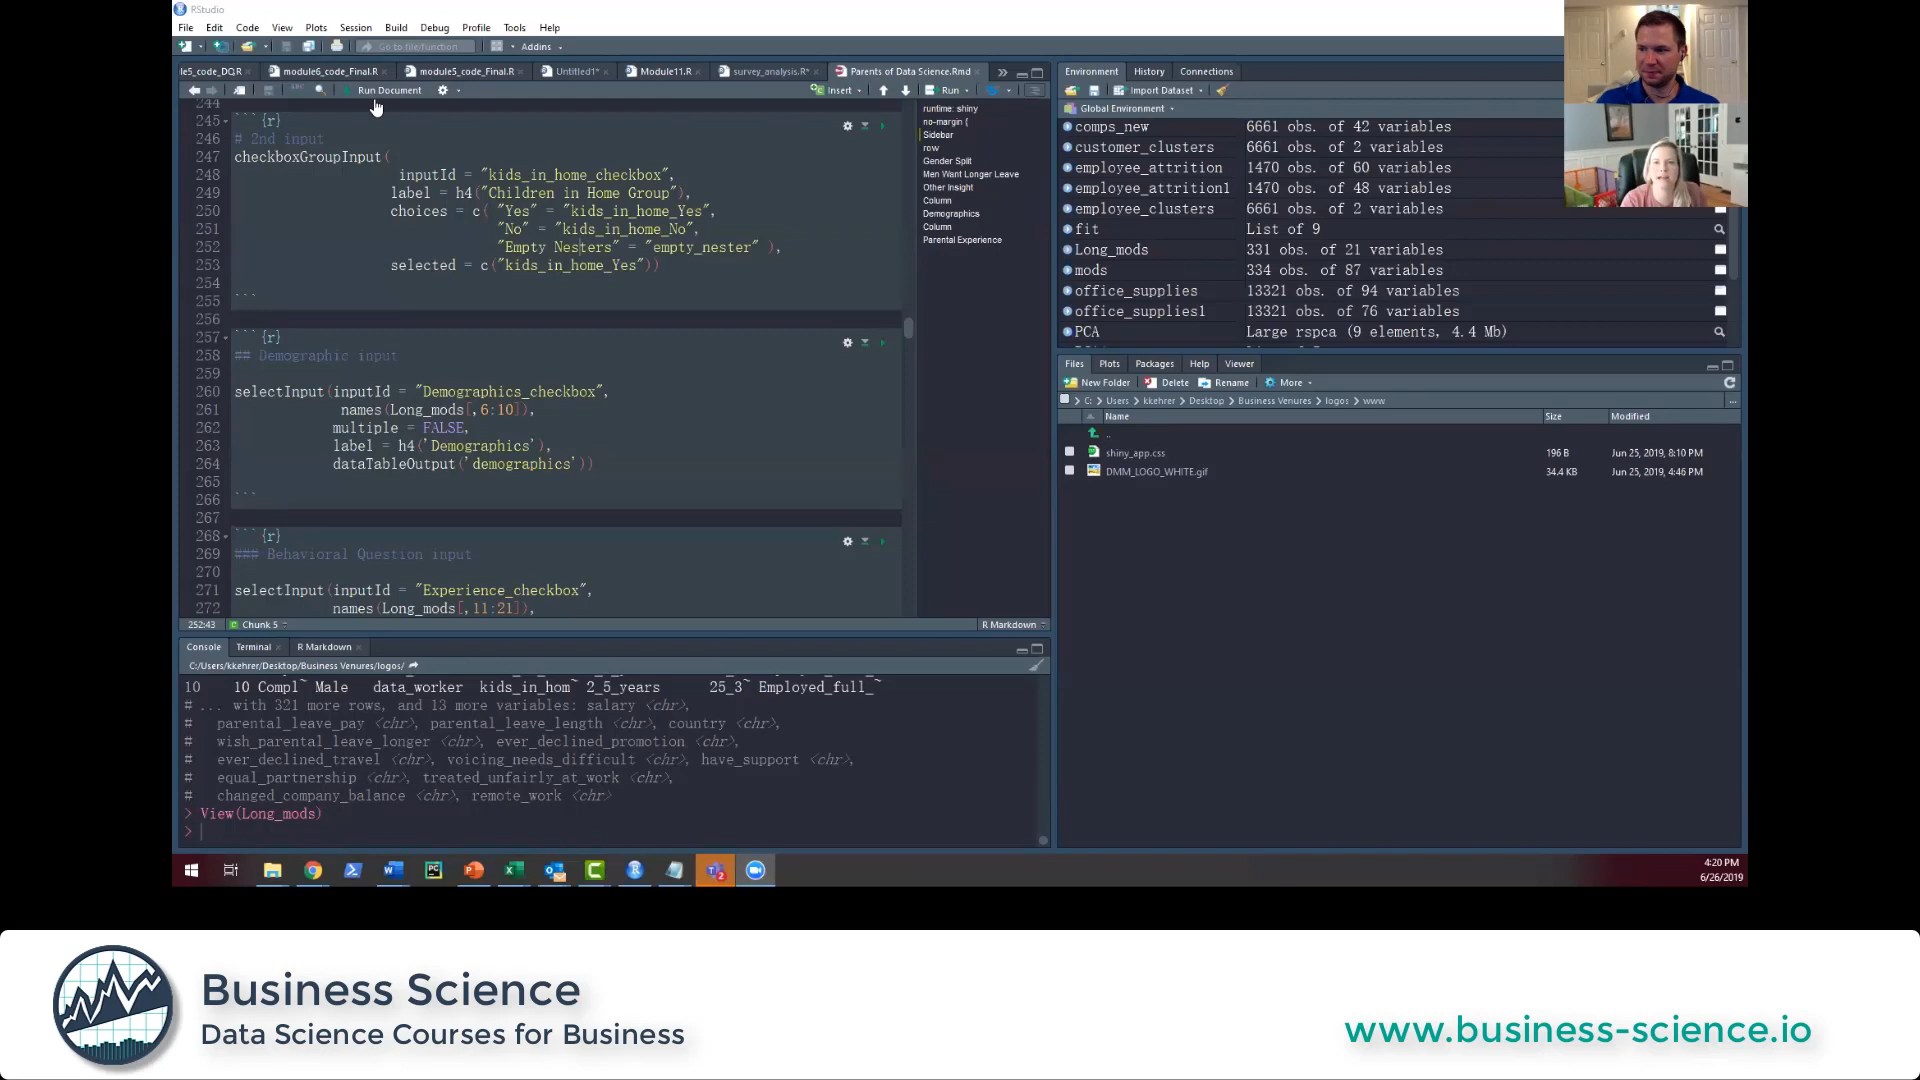 RStudio
File Edit Code View Plots Session Build Debug Profile Tools Help
Go to file/function Addins
le5_code_DQ.R module6_code_Final.R module5_code_Final.R Untitled1* Module11.R survey_analysis.R* Parents of Data Science.Rmd
Run Document Insert Run
244
245 ```{r}
246 # 2nd input
247 checkboxGroupInput(
248 inputId = "kids_in_home_checkbox",
249 label = h4("Children in Home Group"),
250 choices = c( "Yes" = "kids_in_home_Yes",
251 "No" = "kids_in_home_No",
252 "Empty Nesters" = "empty_nester" ),
253 selected = c("kids_in_home_Yes"))
254
255 ```
256
257 ```{r}
258 ## Demographic input
259
260 selectInput(inputId = "Demographics_checkbox",
261 names(Long_mods[,6:10]),
262 multiple = FALSE,
263 label = h4('Demographics'),
264 dataTableOutput('demographics'))
265
266 ```
267
268 ```{r}
269 ### Behavioral Question input
270
271 selectInput(inputId = "Experience_checkbox",
272 names(Long_mods[,11:21]),
252:43 Chunk 5 R Markdown
runtime: shiny
no-margin {
Sidebar
row
Gender Split
Men Want Longer Leave
Other Insight
Column
Demographics
Column
Parental Experience
Console Terminal R Markdown
C:/Users/kkehrer/Desktop/Business Venures/logos/
10 10 Compl~ Male data_worker kids_in_hom~ 2_5_years 25_3~ Employed_full_~
# ... with 321 more rows, and 13 more variables: salary <chr>,
# parental_leave_pay <chr>, parental_leave_length <chr>, country <chr>,
# wish_parental_leave_longer <chr>, ever_declined_promotion <chr>,
# ever_declined_travel <chr>, voicing_needs_difficult <chr>, have_support <chr>,
# equal_partnership <chr>, treated_unfairly_at_work <chr>,
# changed_company_balance <chr>, remote_work <chr>
> View(Long_mods)
>
Environment History Connections
Import Dataset
Global Environment
comps_new 6661 obs. of 42 variables
customer_clusters 6661 obs. of 2 variables
employee_attrition 1470 obs. of 60 variables
employee_attrition1 1470 obs. of 48 variables
employee_clusters 6661 obs. of 2 variables
fit List of 9
Long_mods 331 obs. of 21 variables
mods 334 obs. of 87 variables
office_supplies 13321 obs. of 94 variables
office_supplies1 13321 obs. of 76 variables
PCA Large rspca (9 elements, 4.4 Mb)
Files Plots Packages Help Viewer
New Folder Delete Rename More
C: Users kkehrer Desktop Business Venures logos www ...
Name Size Modified
..
shiny_app.css 196 B Jun 25, 2019, 8:10 PM
DMM_LOGO_WHITE.gif 34.4 KB Jun 25, 2019, 4:46 PM
4:20 PM
6/26/2019
Business Science
Data Science Courses for Business
www.business-science.io